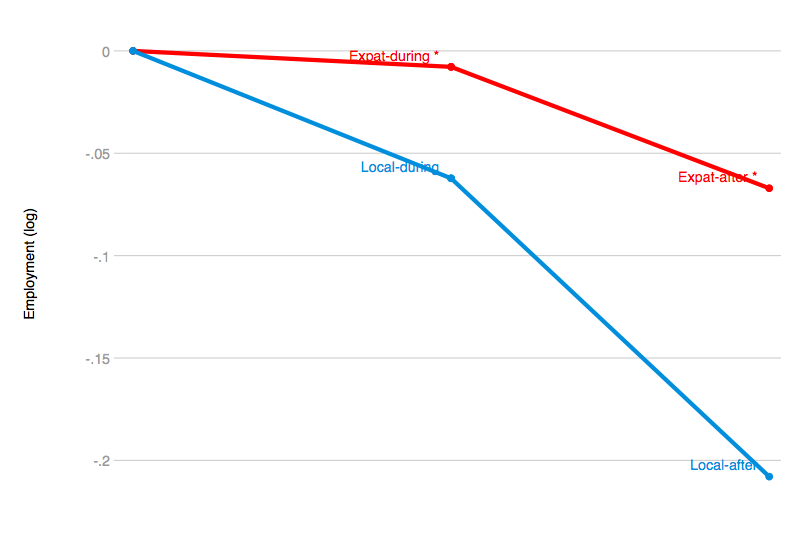 0
Expat-during *
-.05
Local-during
Expat-after *
Employment (log)
-.1
-.15
-.2
Local-after